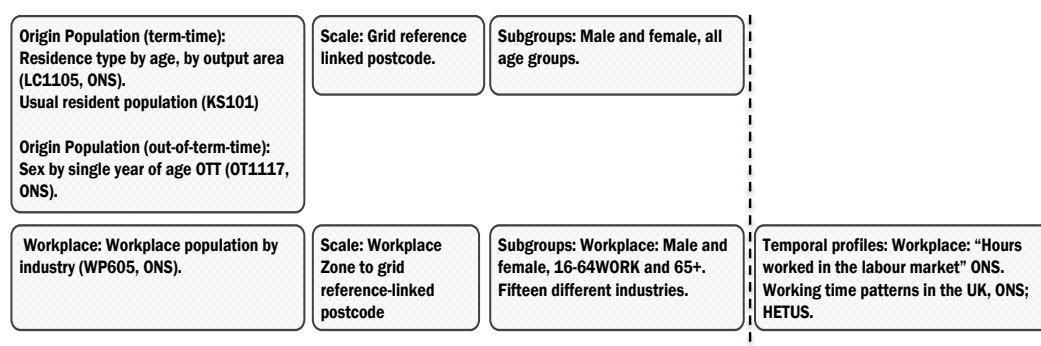 Origin Population (term-time):
Residence type by age, by output area
(LC1105, ONS).
Usual resident population (KS101)
Origin Population (out-of-term-time):
Sex by single year of age OTT (OT1117,
ONS).
Scale: Grid reference
linked postcode.
Subgroups: Male and female, all
age groups.
Workplace: Workplace population by
industry (WP605, ONS).
Scale: Workplace
Zone to grid
reference-linked
postcode
Subgroups: Workplace: Male and
female, 16-64WORK and 65+.
Fifteen different industries.
Temporal profiles: Workplace: “Hours
worked in the labour market” ONS.
Working time patterns in the UK, ONS;
HETUS.